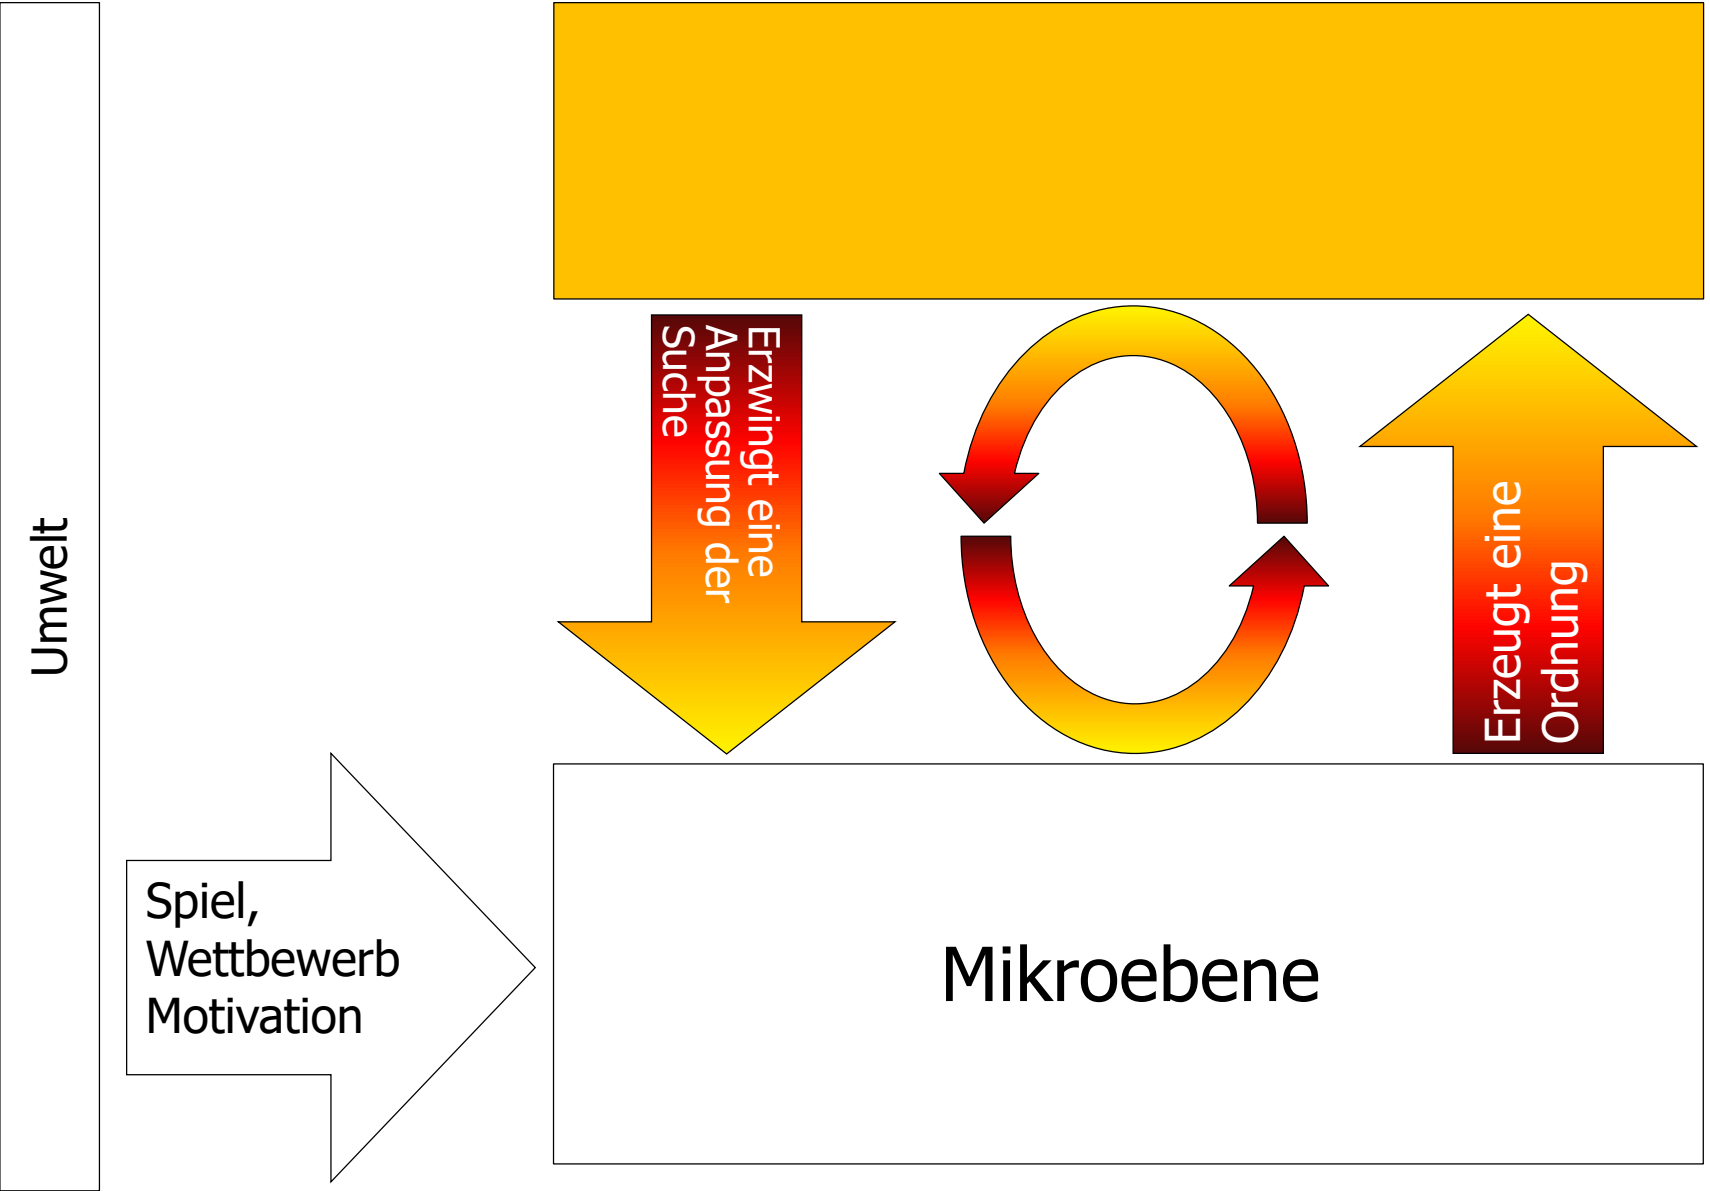 Umwelt
Erzwingt eine
Anpassung der
Suche
Erzeugt eine
Ordnung
Spiel,
Wettbewerb
Motivation
Mikroebene